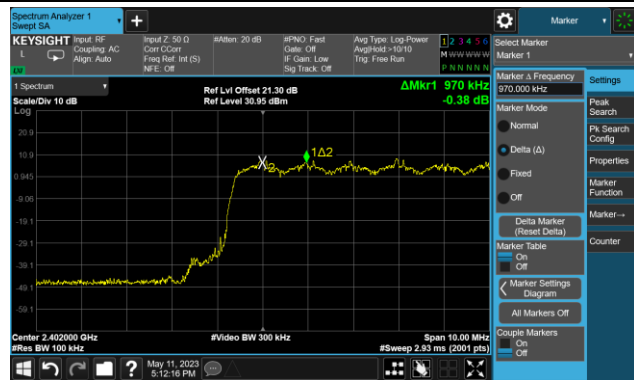 Spectrum Analyzer 1
Swept SA
Marker
KEYSIGHT
L
Input: RF
Coupling: AC
Align: Auto
Input Z: 50 Ω
Corr CCorr
Freq Ref: Int (S)
NFE: Off
#Atten: 20 dB
#PNO: Fast
Gate: Off
IF Gain: Low
Sig Track: Off
Avg Type: Log-Power
Avg|Hold:>10/10
Trig: Free Run
1 2 3 4 5 6
M W W W W W
P N N N N N
Select Marker
Marker 1
LM
1 Spectrum
Scale/Div 10 dB
Log
Ref Lvl Offset 21.30 dB
Ref Level 30.95 dBm
ΔMkr1 970 kHz
-0.38 dB
20.9
10.9
0.945
-9.06
-19.1
-29.1
-39.1
-49.1
-59.1
2
1Δ2
Center 2.402000 GHz
#Res BW 100 kHz
#Video BW 300 kHz
Span 10.00 MHz
#Sweep 2.93 ms (2001 pts)
Marker Δ Frequency
970.000 kHz
Marker Mode
Normal
Delta (Δ)
Fixed
Off
Delta Marker
(Reset Delta)
Marker Table
On
Off
Marker Settings
Diagram
All Markers Off
Couple Markers
On
Off
Settings
Peak
Search
Pk Search
Config
Properties
Marker
Function
Marker→
Counter
?
May 11, 2023
5:12:16 PM